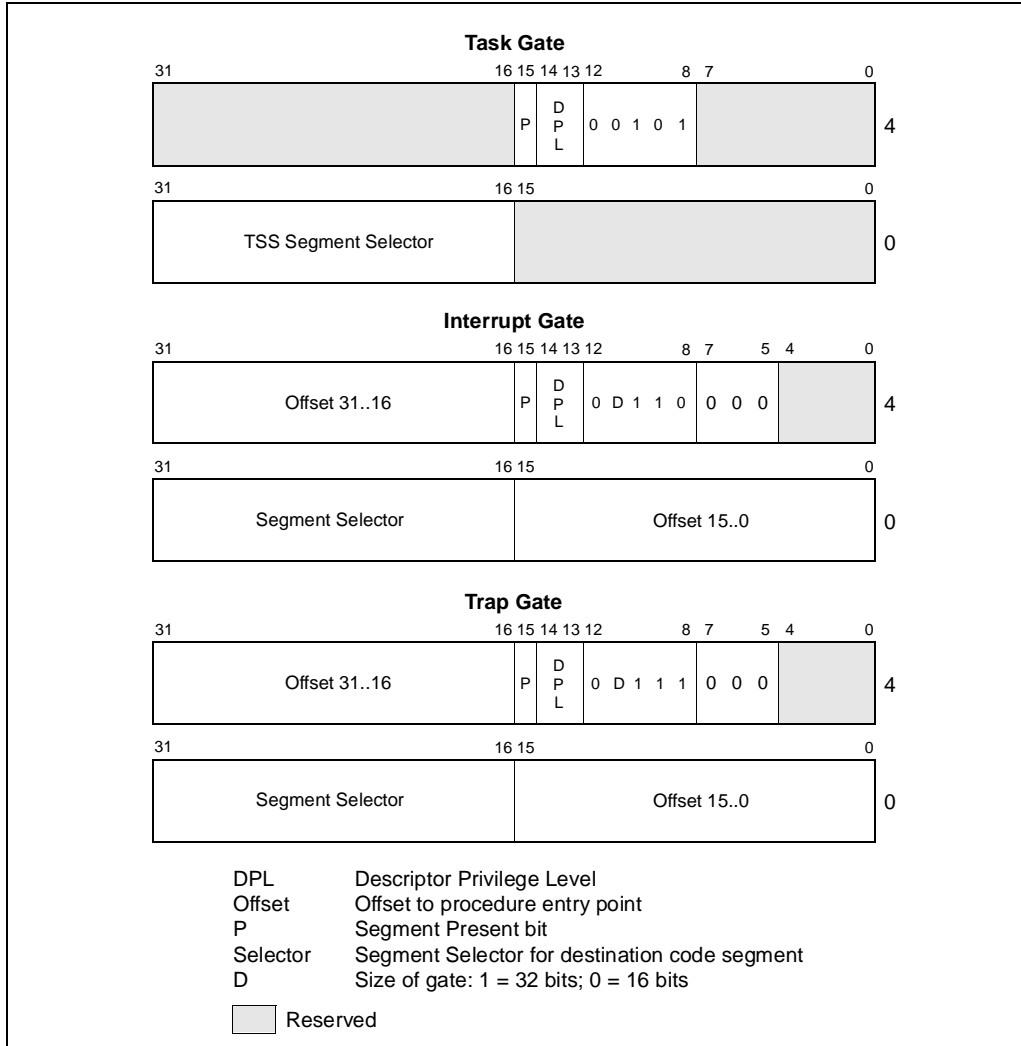 Task Gate
31 16 15 14 13 12 8 7 0
P DPL 0 0 1 0 1 4
31 16 15 0
TSS Segment Selector 0
Interrupt Gate
31 16 15 14 13 12 8 7 5 4 0
Offset 31..16 P DPL 0 D 1 1 0 0 0 0 4
31 16 15 0
Segment Selector Offset 15..0 0
Trap Gate
31 16 15 14 13 12 8 7 5 4 0
Offset 31..16 P DPL 0 D 1 1 1 0 0 0 4
31 16 15 0
Segment Selector Offset 15..0 0
DPL Descriptor Privilege Level
Offset Offset to procedure entry point
P Segment Present bit
Selector Segment Selector for destination code segment
D Size of gate: 1 = 32 bits; 0 = 16 bits
Reserved